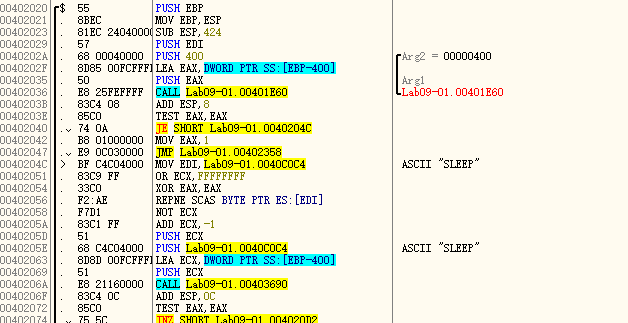 00402020 ┌$ 55 PUSH EBP
00402021 . 8BEC MOV EBP,ESP
00402023 . 81EC 24040000 SUB ESP,424
00402029 . 57 PUSH EDI
0040202A . 68 00040000 PUSH 400 ┌Arg2 = 00000400
0040202F . 8D85 00FCFFFF LEA EAX,DWORD PTR SS:[EBP-400]
00402035 . 50 PUSH EAX Arg1
00402036 . E8 25FEFFFF CALL Lab09-01.00401E60 └Lab09-01.00401E60
0040203B . 83C4 08 ADD ESP,8
0040203E . 85C0 TEST EAX,EAX
00402040 . 74 0A JE SHORT Lab09-01.0040204C
00402042 . B8 01000000 MOV EAX,1
00402047 . E9 0C030000 JMP Lab09-01.00402358
0040204C > BF C4C04000 MOV EDI,Lab09-01.0040C0C4 ASCII "SLEEP"
00402051 . 83C9 FF OR ECX,FFFFFFFF
00402054 . 33C0 XOR EAX,EAX
00402056 . F2:AE REPNE SCAS BYTE PTR ES:[EDI]
00402058 . F7D1 NOT ECX
0040205A . 83C1 FF ADD ECX,-1
0040205D . 51 PUSH ECX
0040205E . 68 C4C04000 PUSH Lab09-01.0040C0C4 ASCII "SLEEP"
00402063 . 8D8D 00FCFFFF LEA ECX,DWORD PTR SS:[EBP-400]
00402069 . 51 PUSH ECX
0040206A . E8 21160000 CALL Lab09-01.00403690
0040206F . 83C4 0C ADD ESP,0C
00402072 . 85C0 TEST EAX,EAX
00402074 . 75 5C JNZ SHORT Lab09-01.004020D2